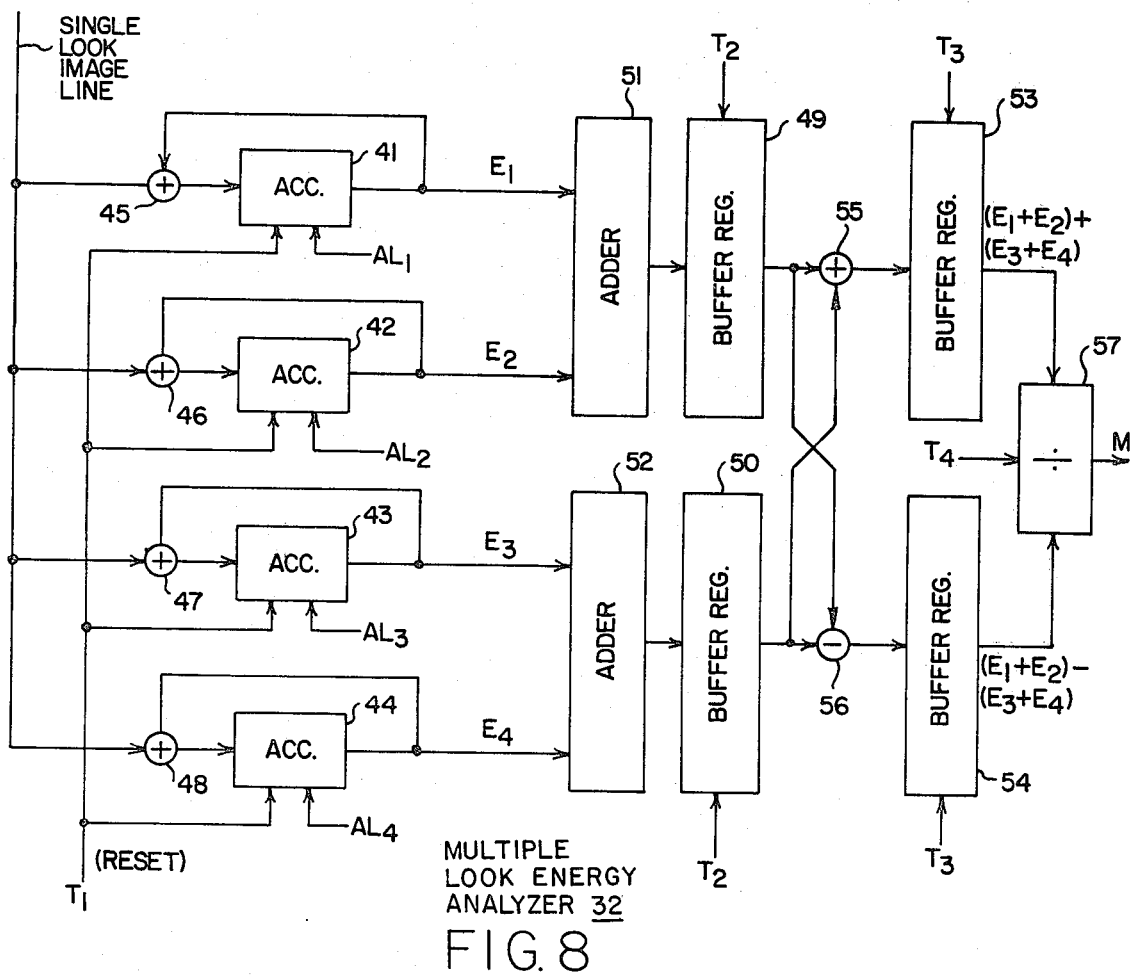 SINGLE
LOOK
IMAGE
LINE
T2
T3
51
49
53
41
ACC.
E1
45
AL1
ADDER
BUFFER REG.
55
+
BUFFER REG.
(E1+E2)+
(E3+E4)
42
ACC.
E2
46
AL2
57
T4
÷
M
43
ACC.
E3
47
AL3
52
50
ADDER
BUFFER REG.
−
56
BUFFER REG.
(E1+E2)−
(E3+E4)
44
ACC.
E4
48
AL4
54
(RESET)
T1
T2
T3
MULTIPLE
LOOK ENERGY
ANALYZER 32
FIG. 8